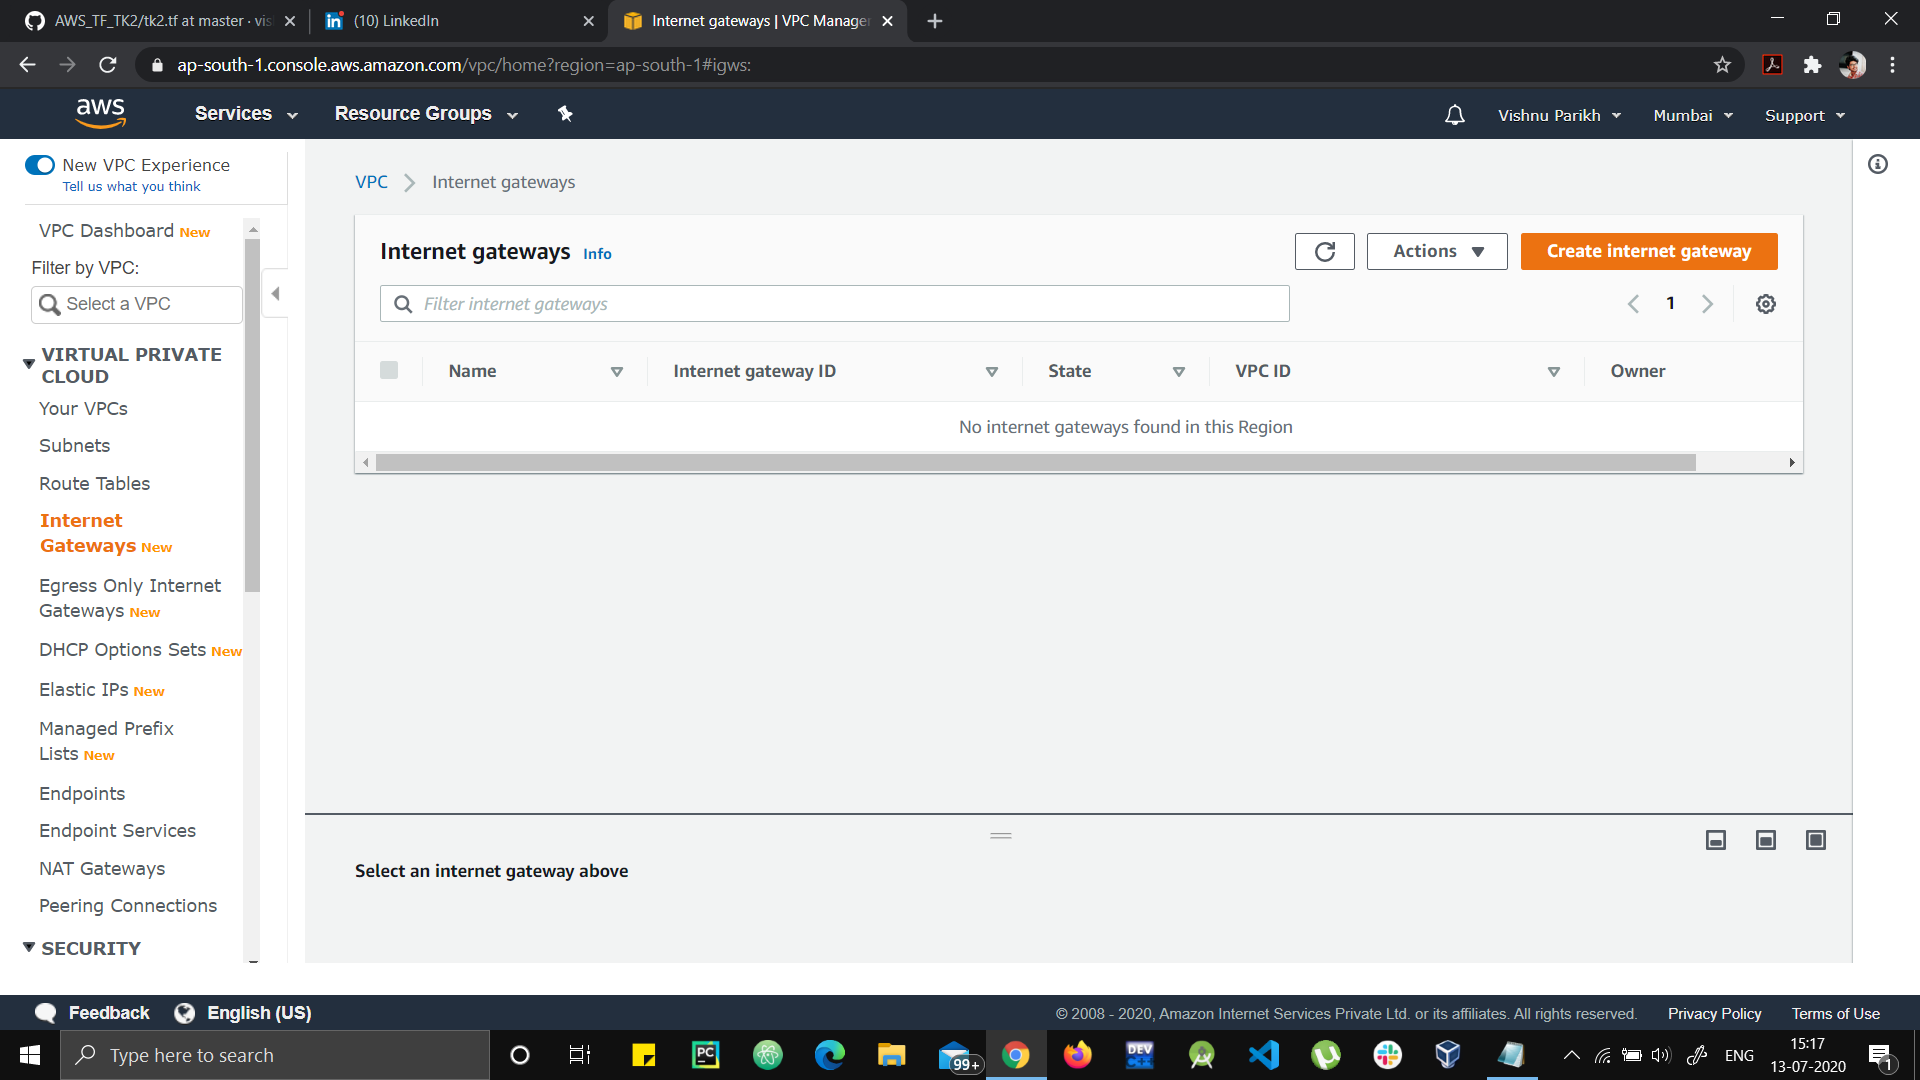 AWS_TF_TK2/tk2.tf at master · vis
(10) LinkedIn
Internet gateways | VPC Manage
ap-south-1.console.aws.amazon.com/vpc/home?region=ap-south-1#igws:
aws
Services
Resource Groups
Vishnu Parikh
Mumbai
Support
New VPC Experience
Tell us what you think
VPC Dashboard New
Filter by VPC:
Select a VPC
VIRTUAL PRIVATE
CLOUD
Your VPCs
Subnets
Route Tables
Internet
Gateways New
Egress Only Internet
Gateways New
DHCP Options Sets New
Elastic IPs New
Managed Prefix
Lists New
Endpoints
Endpoint Services
NAT Gateways
Peering Connections
SECURITY
VPC
Internet gateways
Internet gateways Info
Actions
Create internet gateway
Filter internet gateways
1
Name
Internet gateway ID
State
VPC ID
Owner
No internet gateways found in this Region
Select an internet gateway above
Feedback
English (US)
© 2008 - 2020, Amazon Internet Services Private Ltd. or its affiliates. All rights reserved.
Privacy Policy
Terms of Use
Type here to search
PC
99+
DEV
C++
ENG
15:17
13-07-2020
1